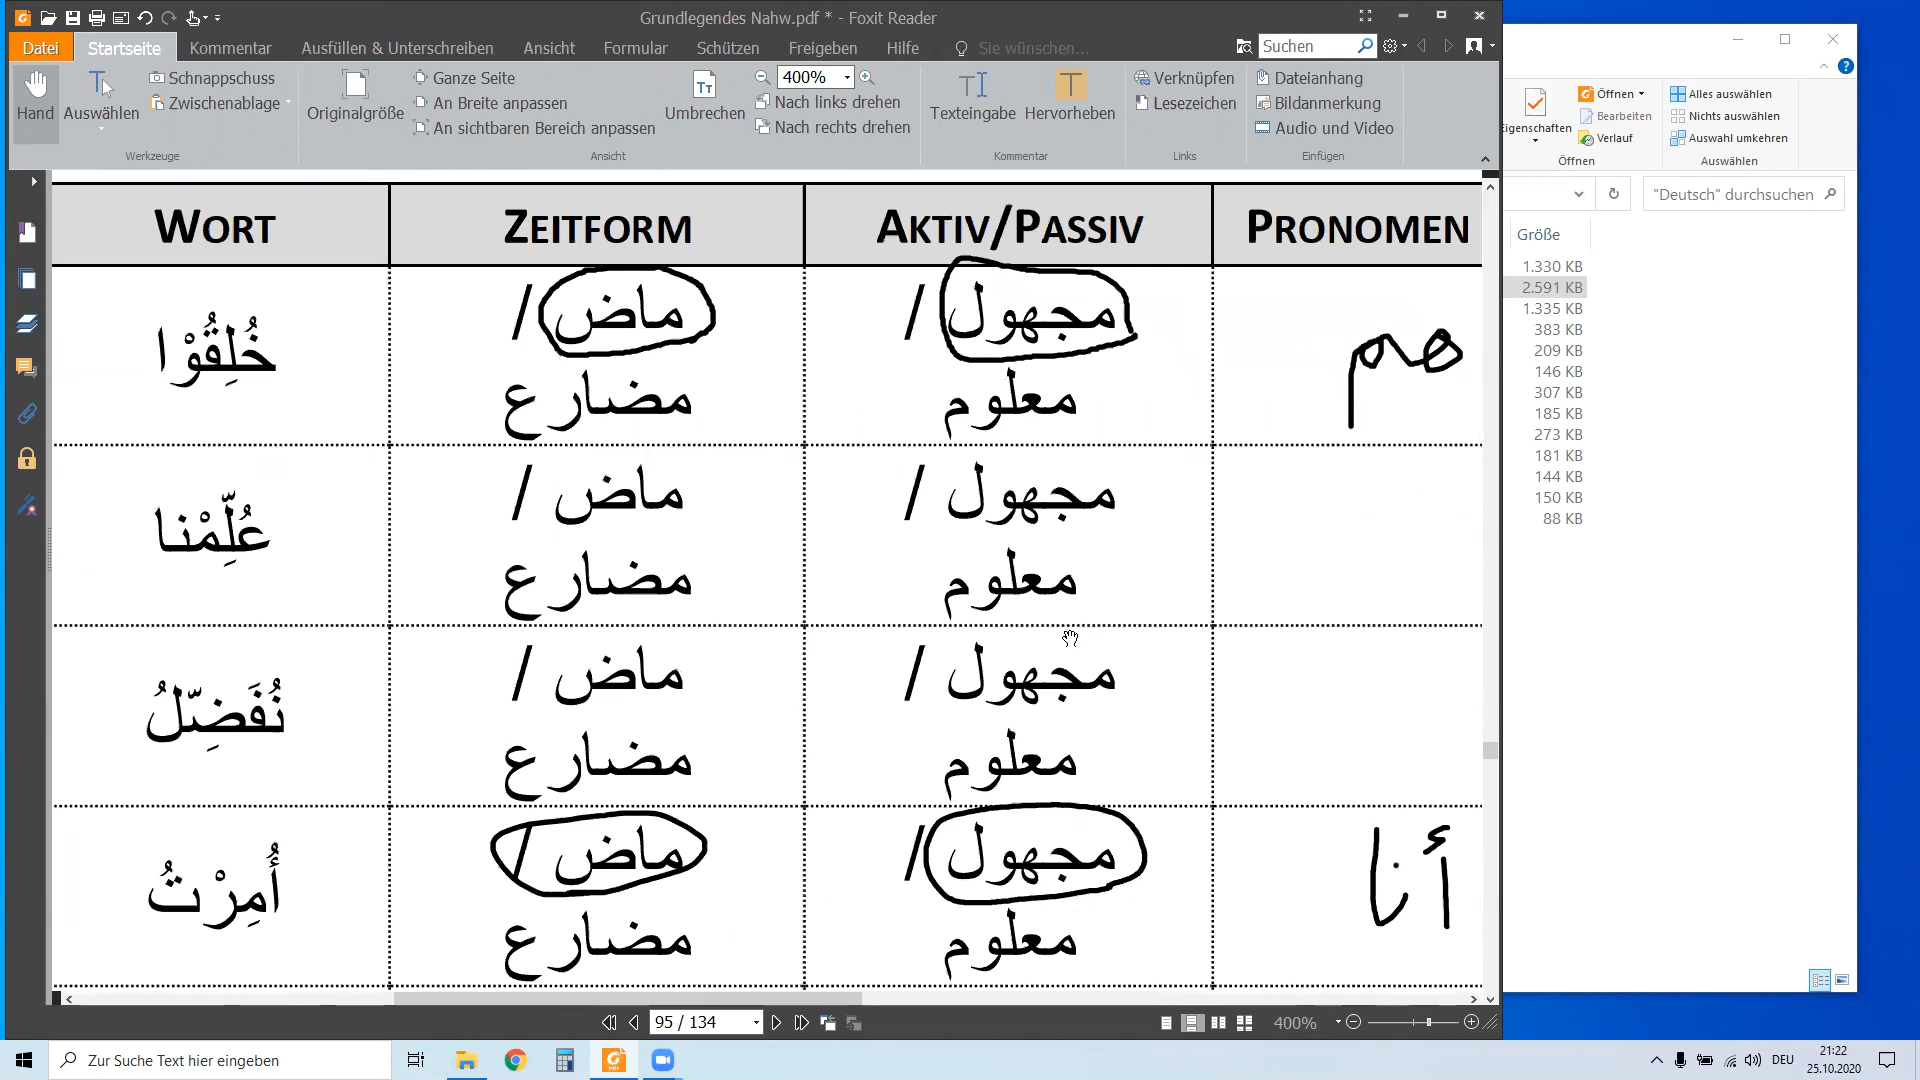 Grundlegendes Nahw.pdf * - Foxit Reader
Datei Startseite Kommentar Ausfüllen & Unterschreiben Ansicht Formular Schützen Freigeben Hilfe Sie wünschen... Suchen
Hand
Auswählen
Schnappschuss
Zwischenablage
Werkzeuge
Originalgröße
Ganze Seite
An Breite anpassen
An sichtbaren Bereich anpassen
Umbrechen
400%
Nach links drehen
Nach rechts drehen
Ansicht
Texteingabe
Hervorheben
Kommentar
Verknüpfen
Lesezeichen
Links
Dateianhang
Bildanmerkung
Audio und Video
Einfügen
WORT ZEITFORM AKTIV/PASSIV PRONOMEN
خُلِقُوْا
ماض /
مضارع
مجهول /
معلوم
هم
عُلِّمْنا
ماض /
مضارع
مجهول /
معلوم
نُفَضِّلُ
ماض /
مضارع
مجهول /
معلوم
أُمِرْتُ
ماض /
مضارع
مجهول /
معلوم
أنا
95 / 134
400%
Eigenschaften
Öffnen
Bearbeiten
Verlauf
Öffnen
Alles auswählen
Nichts auswählen
Auswahl umkehren
Auswählen
"Deutsch" durchsuchen
Größe
1.330 KB
2.591 KB
1.335 KB
383 KB
209 KB
146 KB
307 KB
185 KB
273 KB
181 KB
144 KB
150 KB
88 KB
Zur Suche Text hier eingeben
DEU
21:22
25.10.2020